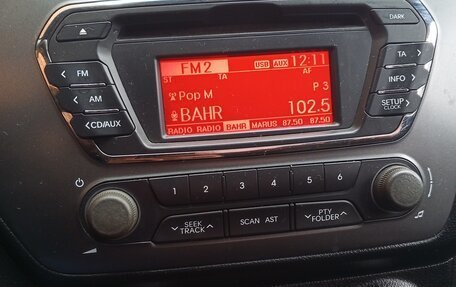 DARK
FM2 USB AUX 12:11
ST TA AF
Pop M P 3
BAHR 102.5
RADIO RADIO BAHR MARUS 87.50 87.50
FM
AM
CD/AUX
TA
INFO
SETUP
CLOCK
1 2 3 4 5 6
SEEK
TRACK
SCAN AST
PTY
FOLDER